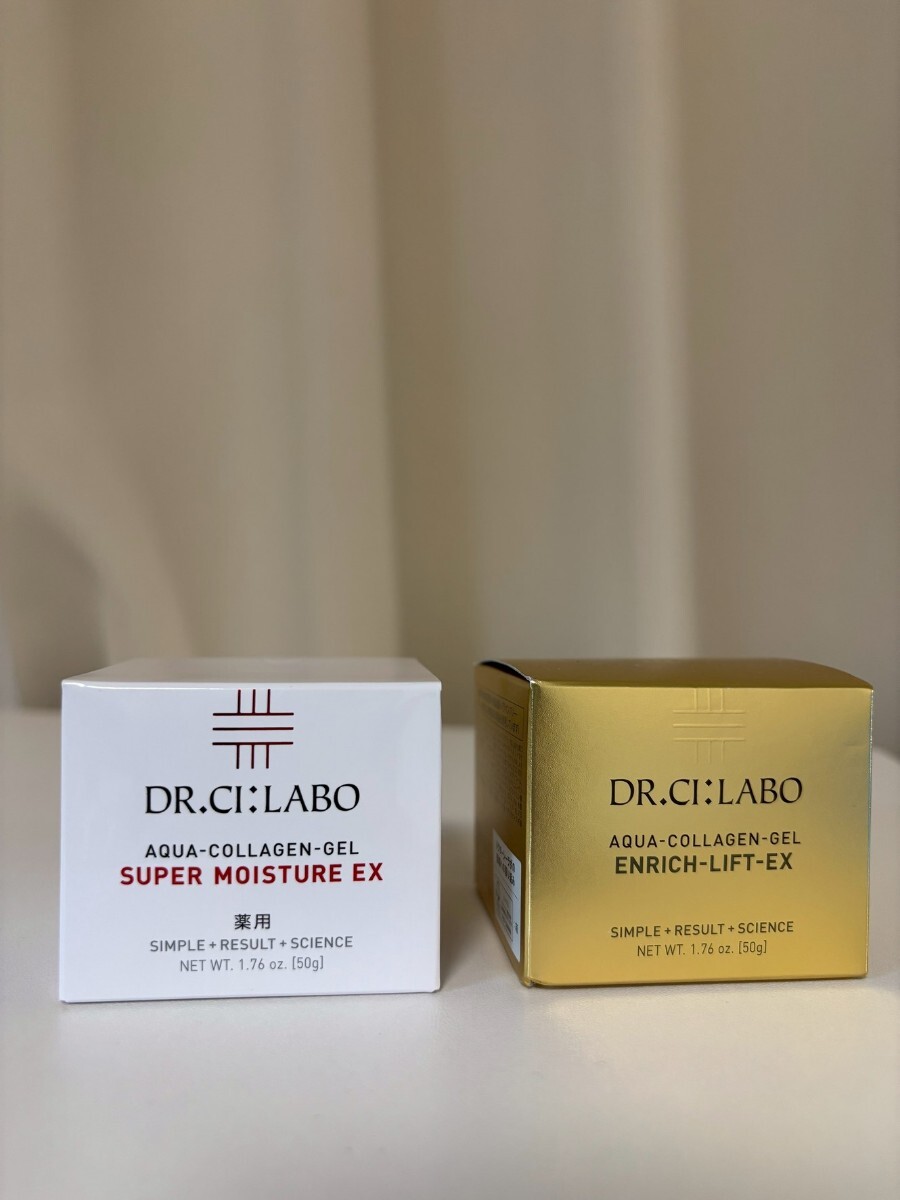 DR.CI:LABO
AQUA-COLLAGEN-GEL
SUPER MOISTURE EX
薬用
SIMPLE+RESULT+SCIENCE
NET WT. 1.76 oz. [50g]
DR.CI:LABO
AQUA-COLLAGEN-GEL
ENRICH-LIFT-EX
SIMPLE+RESULT+SCIENCE
NET WT. 1.76 oz. [50g]